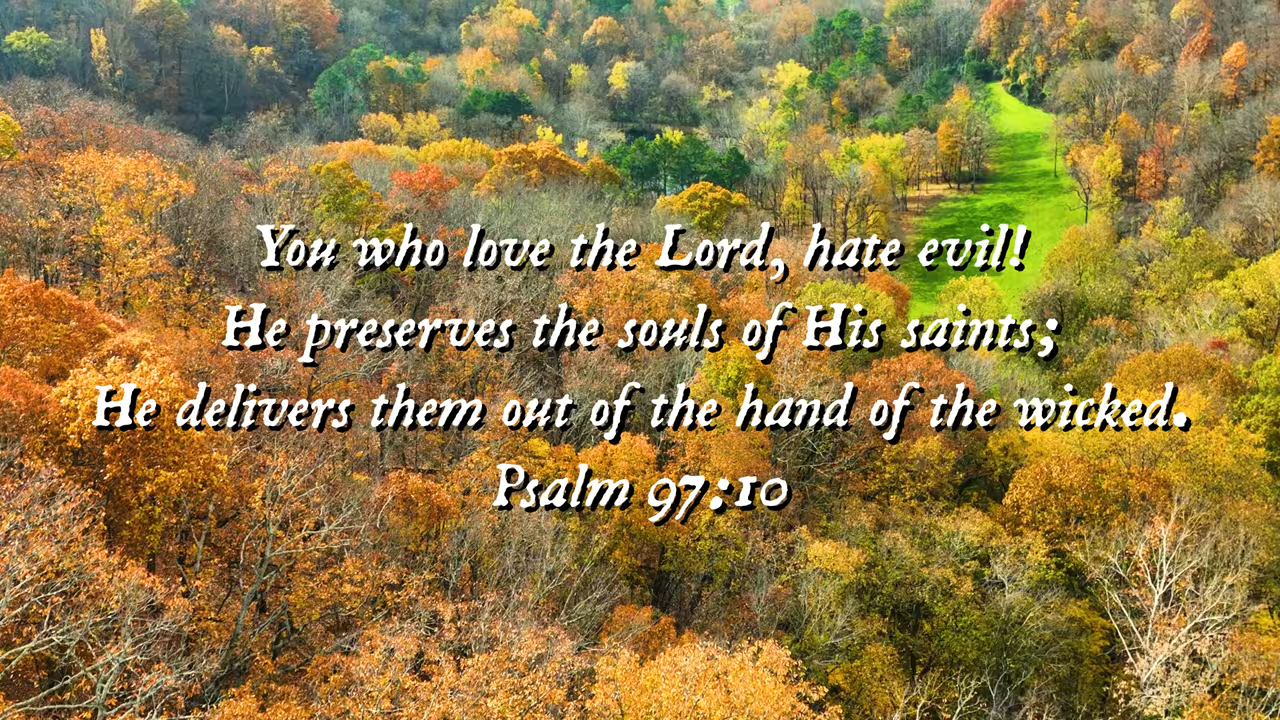 You who love the Lord, hate evil!
He preserves the souls of His saints;
He delivers them out of the hand of the wicked.
Psalm 97:10